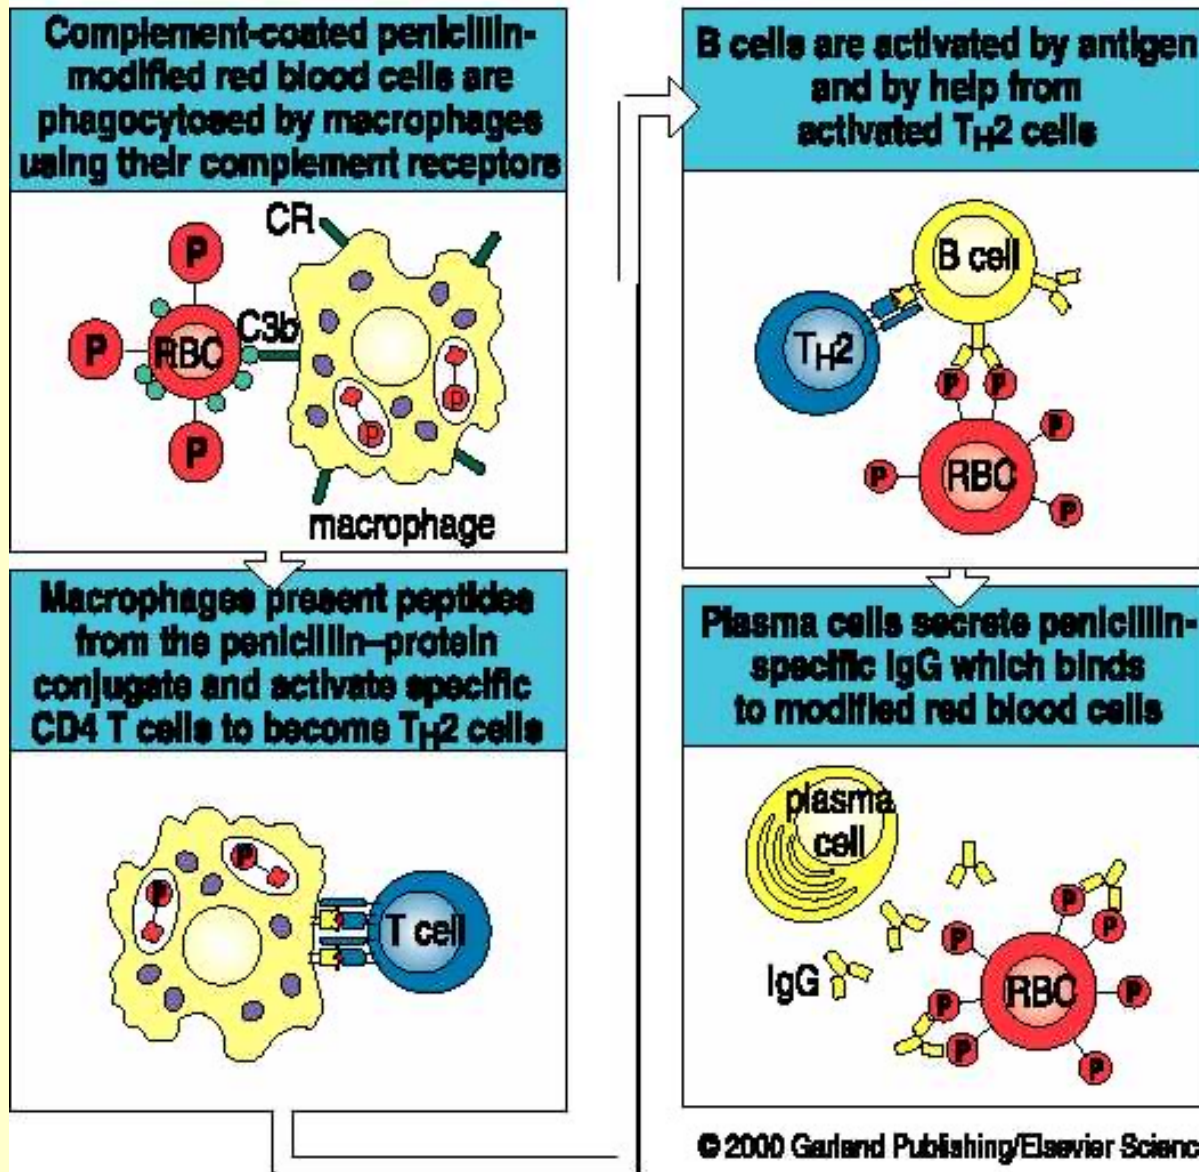 Complement-coated penicillin-
modified red blood cells are
phagocytosed by macrophages
using their complement receptors
CR
P
P
RBC
C3b
P
P
P
macrophage
Macrophages present peptides
from the penicillin–protein
conjugate and activate specific
CD4 T cells to become TH2 cells
P
P
T cell
B cells are activated by antigen
and by help from
activated TH2 cells
B cell
TH2
P
P
P
P
RBC
P
Plasma cells secrete penicillin-
specific IgG which binds
to modified red blood cells
plasma
cell
P
P
P
IgG
RBC
P
P
P
P
© 2000 Garland Publishing/Elsevier Scienc